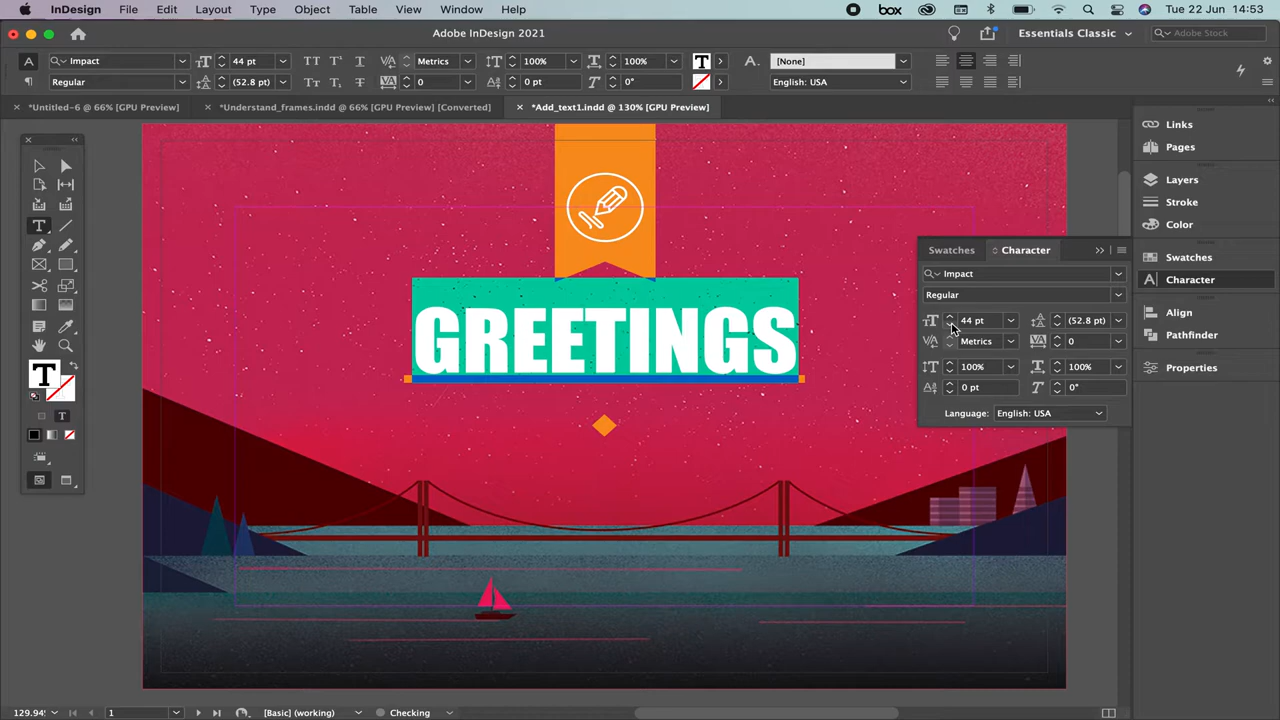 InDesign File Edit Layout Type Object Table View Window Help box Tue 22 Jun 14:53
Adobe InDesign 2021 Essentials Classic Adobe Stock
A Impact 44 pt Metrics 100% 100% T A. [None]
Regular (52.8 pt) 0 0 pt 0° English: USA
*Untitled-6 @ 66% [GPU Preview] *Understand_frames.indd @ 66% [GPU Preview] [Converted] *Add_text1.indd @ 130% [GPU Preview]
Links
Pages
Layers
Stroke
Color
Swatches
Character
Align
Pathfinder
Properties
Swatches Character
Impact
Regular
44 pt (52.8 pt)
Metrics 0
100% 100%
0 pt 0°
Language: English: USA
GREETINGS
129.94% 1 [Basic] (working) Checking